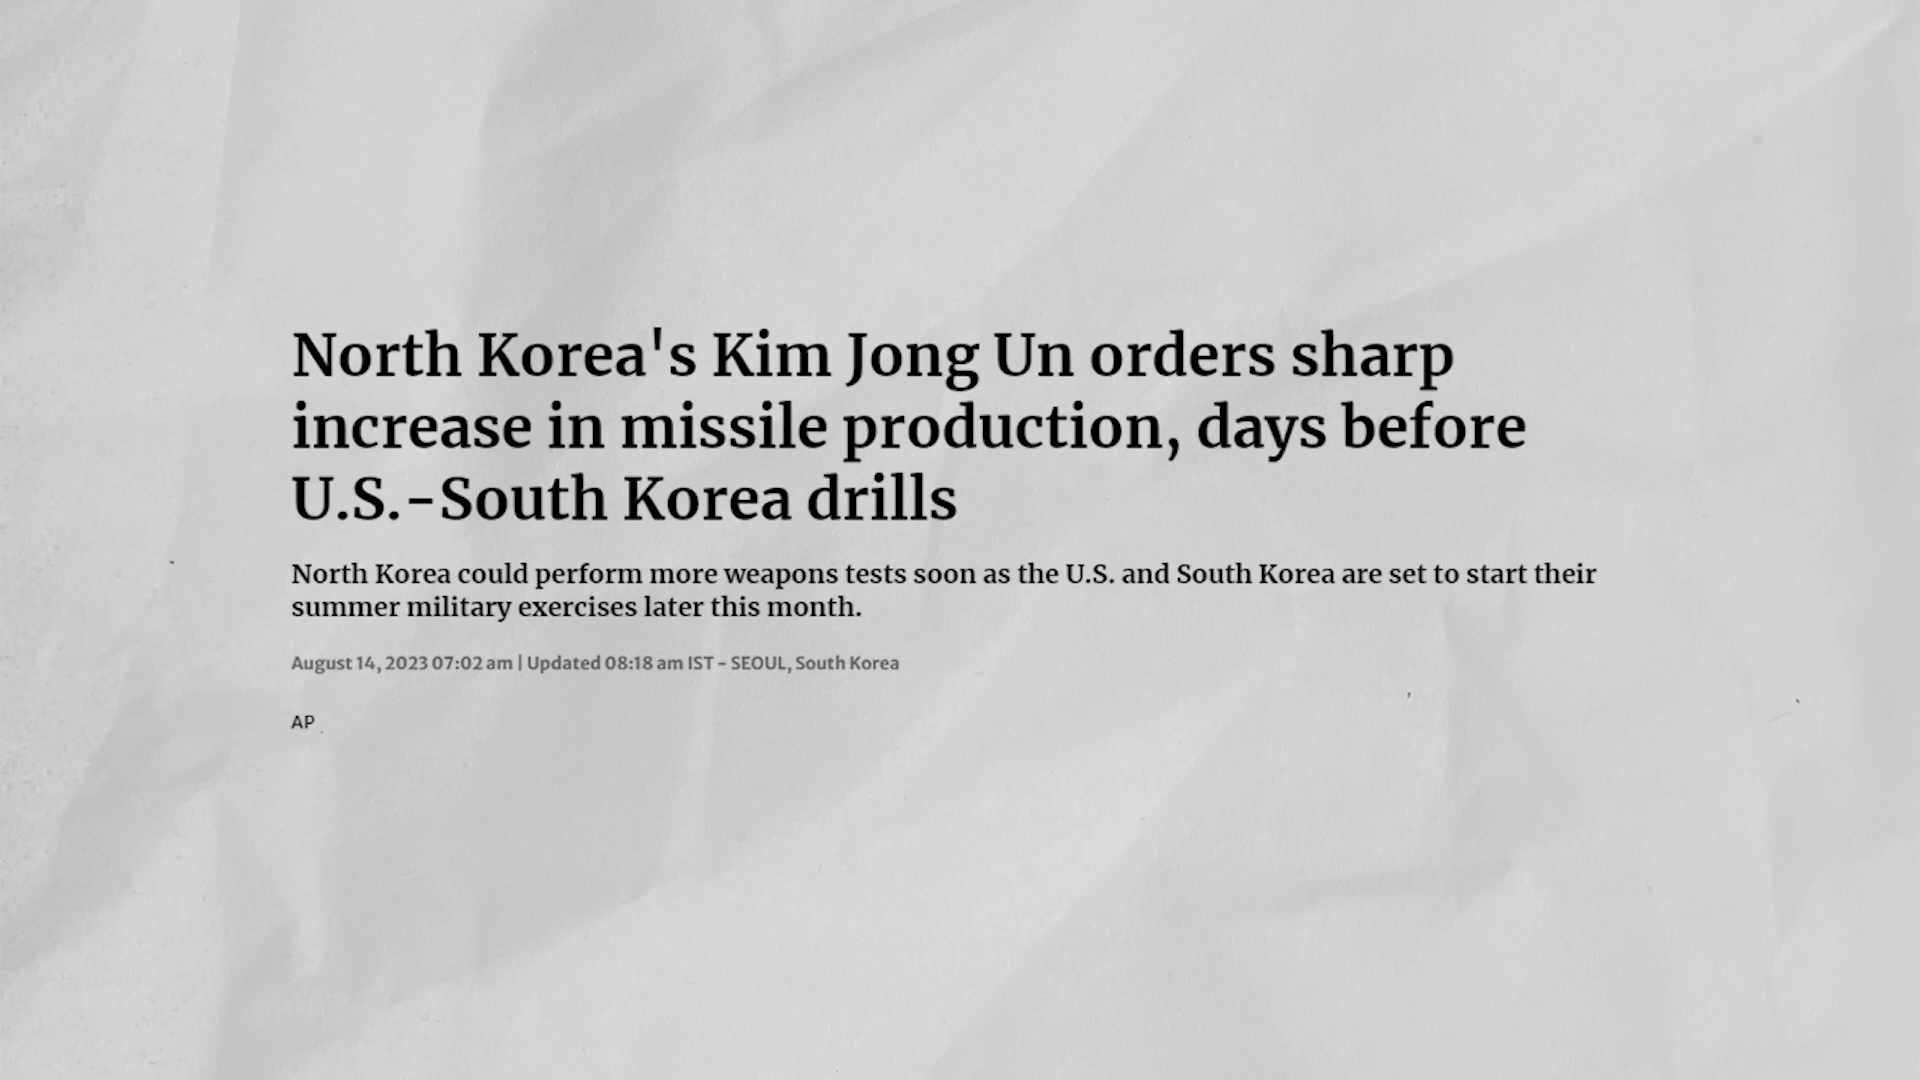 North Korea's Kim Jong Un orders sharp
increase in missile production, days before
U.S.-South Korea drills
North Korea could perform more weapons tests soon as the U.S. and South Korea are set to start their
summer military exercises later this month.
August 14, 2023 07:02 am | Updated 08:18 am IST - SEOUL, South Korea
AP